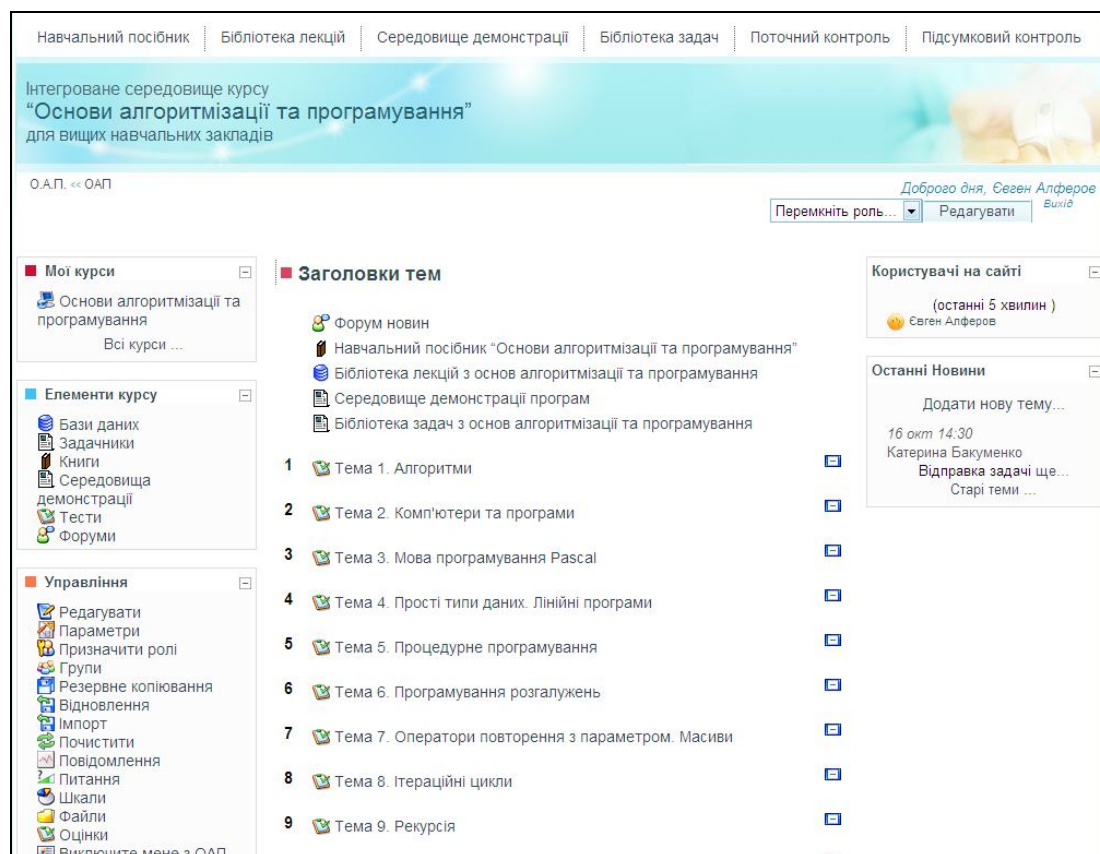 Навчальний посібник
Бібліотека лекцій
Середовище демонстрації
Бібліотека задач
Поточний контроль
Підсумковий контроль
Інтегроване середовище курсу
“Основи алгоритмізації та програмування”
для вищих навчальних закладів
О.А.П. << ОАП
Доброго дня, Євген Алферов
Вихід
Перемкніть роль...
Редагувати
Мої курси
Основи алгоритмізації та
програмування
Всі курси ...
Елементи курсу
Бази даних
Задачники
Книги
Середовища
демонстрації
Тести
Форуми
Управління
Редагувати
Параметри
Призначити ролі
Групи
Резервне копіювання
Відновлення
Імпорт
Почистити
Повідомлення
Питання
Шкали
Файли
Оцінки
Виключите мене з ОАП
Заголовки тем
Форум новин
Навчальний посібник “Основи алгоритмізації та програмування”
Бібліотека лекцій з основ алгоритмізації та програмування
Середовище демонстрації програм
Бібліотека задач з основ алгоритмізації та програмування
1 Тема 1. Алгоритми
2 Тема 2. Комп'ютери та програми
3 Тема 3. Мова програмування Pascal
4 Тема 4. Прості типи даних. Лінійні програми
5 Тема 5. Процедурне програмування
6 Тема 6. Програмування розгалужень
7 Тема 7. Оператори повторення з параметром. Масиви
8 Тема 8. Ітераційні цикли
9 Тема 9. Рекурсія
Користувачі на сайті
(останні 5 хвилин )
Євген Алферов
Останні Новини
Додати нову тему...
16 окт 14:30
Катерина Бакуменко
Відправка задачі ще...
Старі теми ...